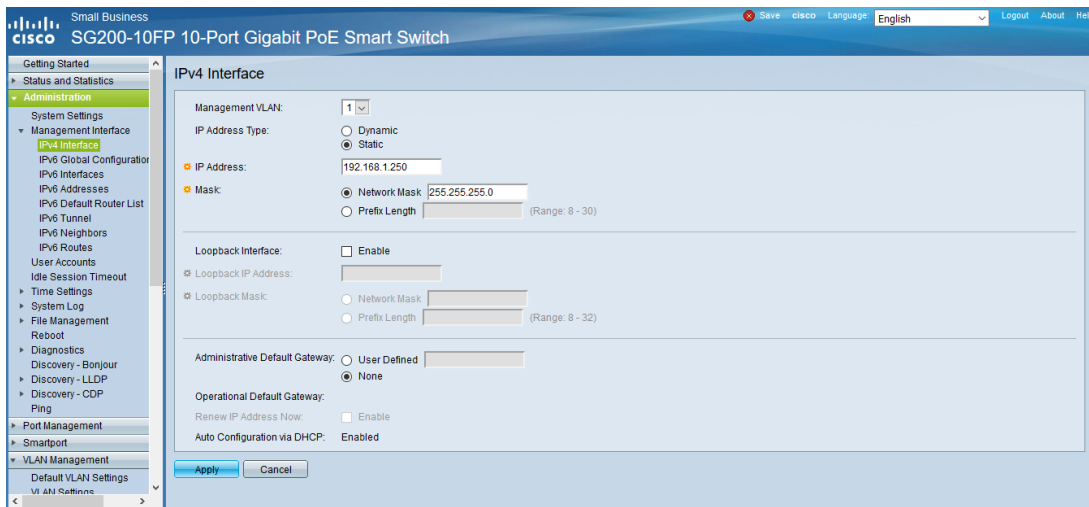 Small Business
cisco SG200-10FP 10-Port Gigabit PoE Smart Switch
Save cisco Language: English Logout About
Getting Started
Status and Statistics
Administration
System Settings
Management Interface
IPv4 Interface
IPv6 Global Configuration
IPv6 Interfaces
IPv6 Addresses
IPv6 Default Router List
IPv6 Tunnel
IPv6 Neighbors
IPv6 Routes
User Accounts
Idle Session Timeout
Time Settings
System Log
File Management
Reboot
Diagnostics
Discovery - Bonjour
Discovery - LLDP
Discovery - CDP
Ping
Port Management
Smartport
VLAN Management
Default VLAN Settings
VLAN Settings
IPv4 Interface
Management VLAN: 1
IP Address Type: Dynamic
Static
IP Address: 192.168.1.250
Mask: Network Mask 255.255.255.0
Prefix Length (Range: 8 - 30)
Loopback Interface: Enable
Loopback IP Address:
Loopback Mask: Network Mask
Prefix Length (Range: 8 - 32)
Administrative Default Gateway: User Defined
None
Operational Default Gateway:
Renew IP Address Now: Enable
Auto Configuration via DHCP: Enabled
Apply Cancel